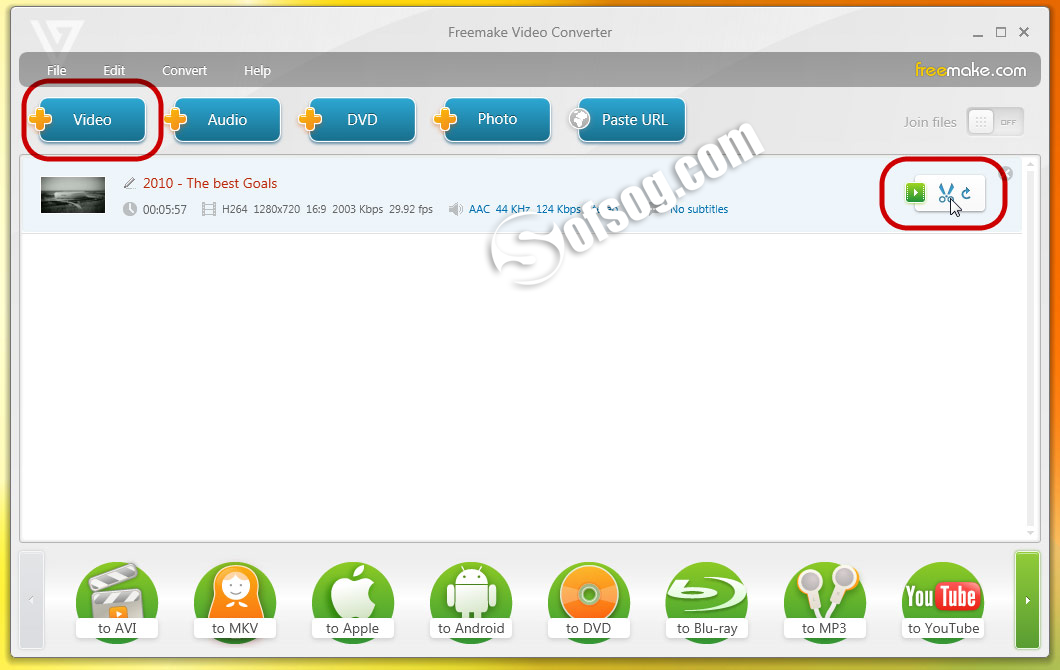 Freemake Video Converter
File Edit Convert Help
freemake.com
Video Audio DVD Photo Paste URL
Join files OFF
2010 - The best Goals
00:05:57 H264 1280x720 16:9 2003 Kbps 29.92 fps AAC 44 KHz 124 Kbps No subtitles
Sofsog.com
to AVI to MKV to Apple to Android to DVD to Blu-ray to MP3 You Tube to YouTube